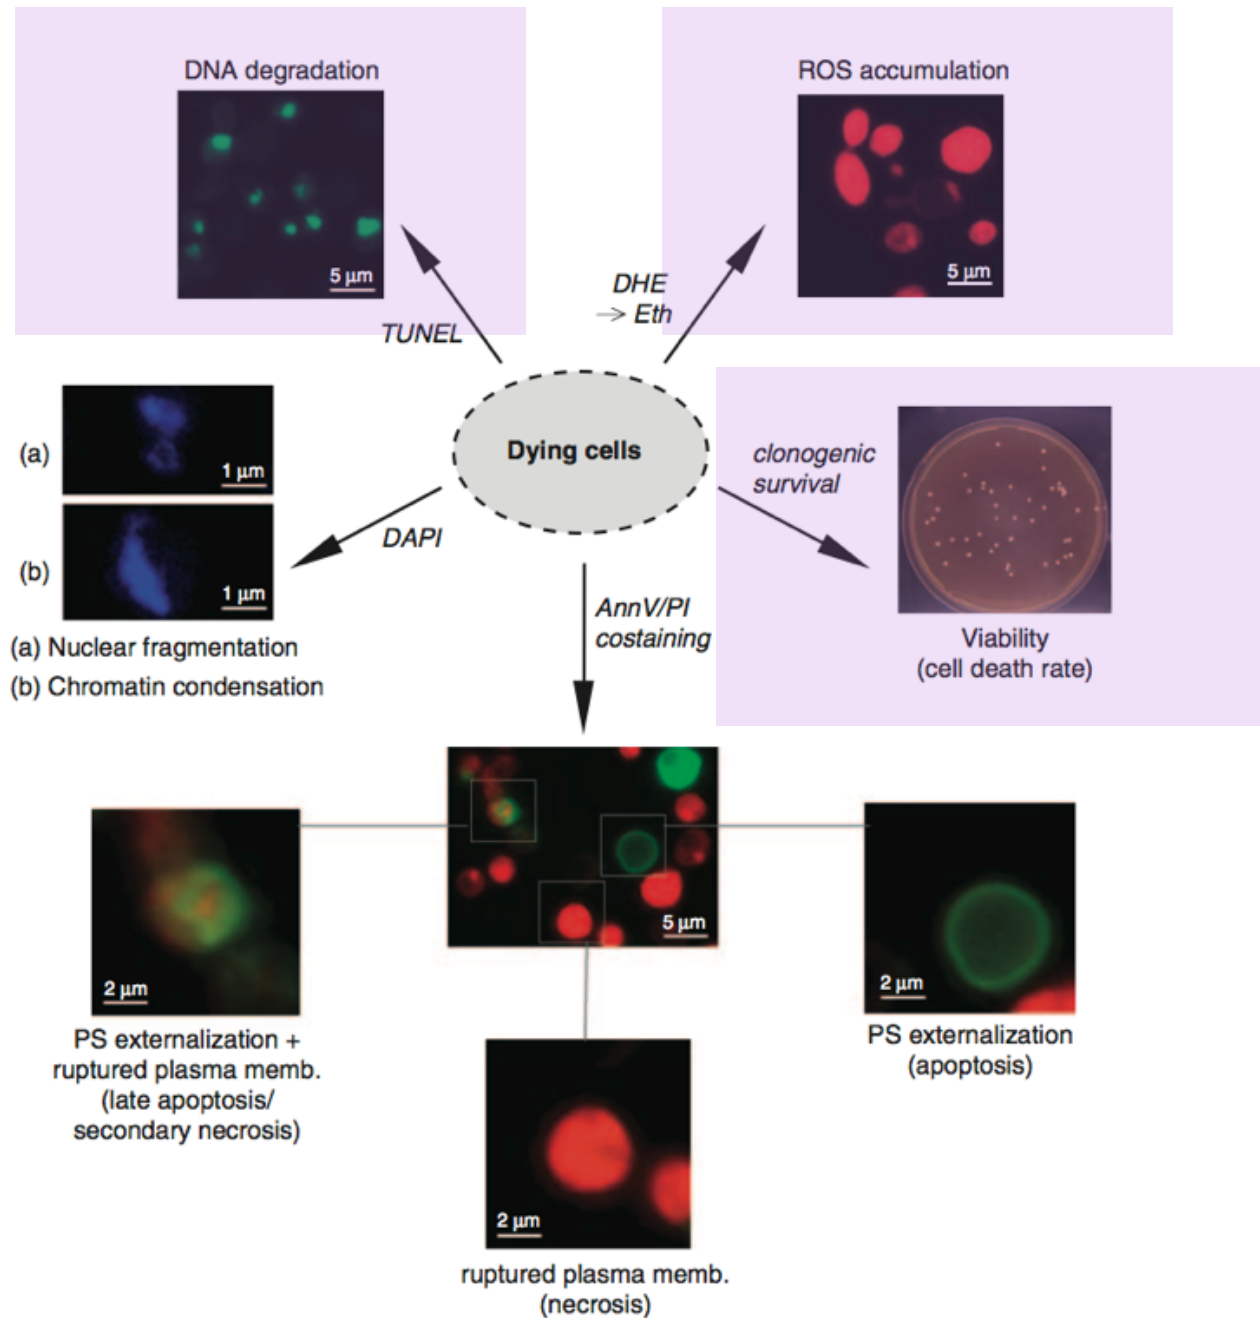 DNA degradation
5 µm
ROS accumulation
5 µm
TUNEL
DHE
→ Eth
Dying cells
(a)
1 µm
(b)
1 µm
DAPI
(a) Nuclear fragmentation
(b) Chromatin condensation
clonogenic
survival
Viability
(cell death rate)
AnnV/PI
costaining
5 µm
2 µm
PS externalization +
ruptured plasma memb.
(late apoptosis/
secondary necrosis)
2 µm
PS externalization
(apoptosis)
2 µm
ruptured plasma memb.
(necrosis)